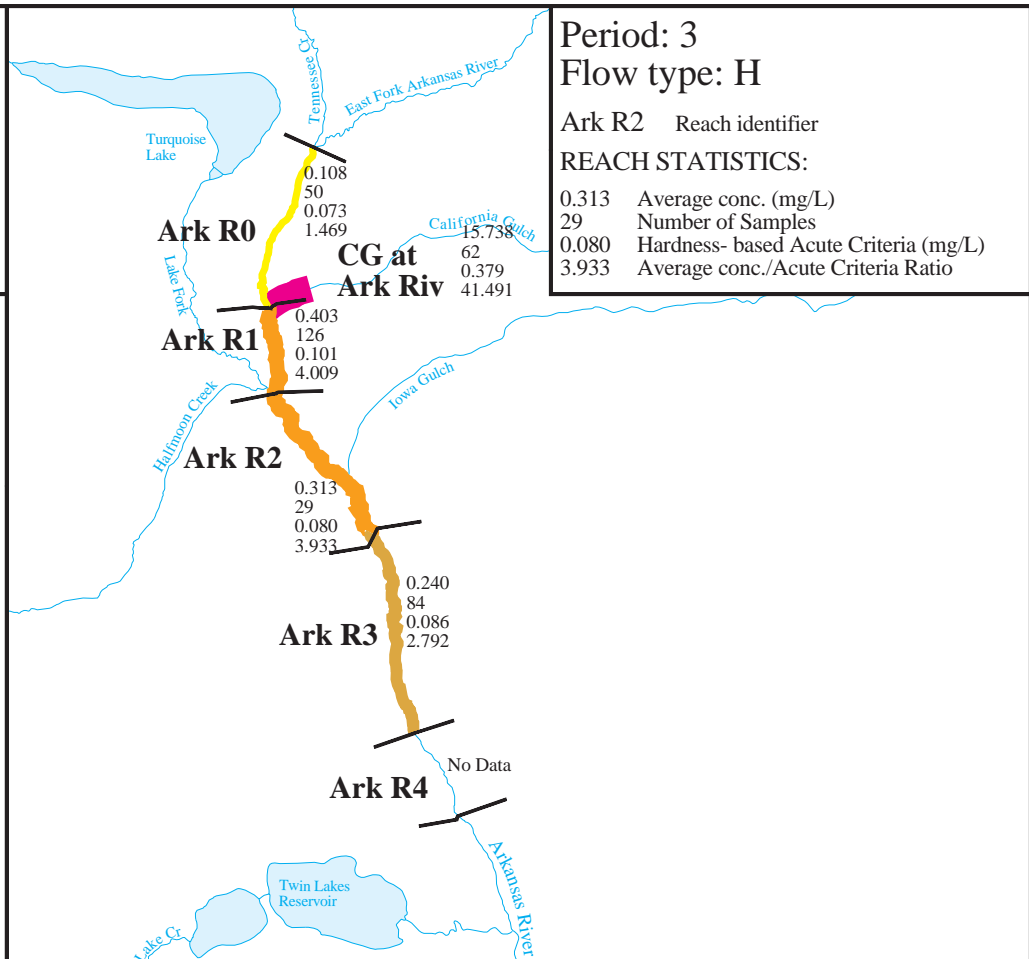 Period: 3
Flow type: H
Ark R2 Reach identifier
REACH STATISTICS:
0.313 Average conc. (mg/L)
29 Number of Samples
0.080 Hardness- based Acute Criteria (mg/L)
3.933 Average conc./Acute Criteria Ratio
Tennessee Cr.
East Fork Arkansas River
Turquoise
Lake
0.108
50
0.073
1.469
Ark R0
California Gulch
15.738
62
0.379
41.491
CG at
Ark Riv
Lake Fork
Ark R1
0.403
126
0.101
4.009
Iowa Gulch
Halfmoon Creek
Ark R2
0.313
29
0.080
3.933
0.240
84
0.086
2.792
Ark R3
No Data
Ark R4
Arkansas River
Twin Lakes
Reservoir
Lake Cr